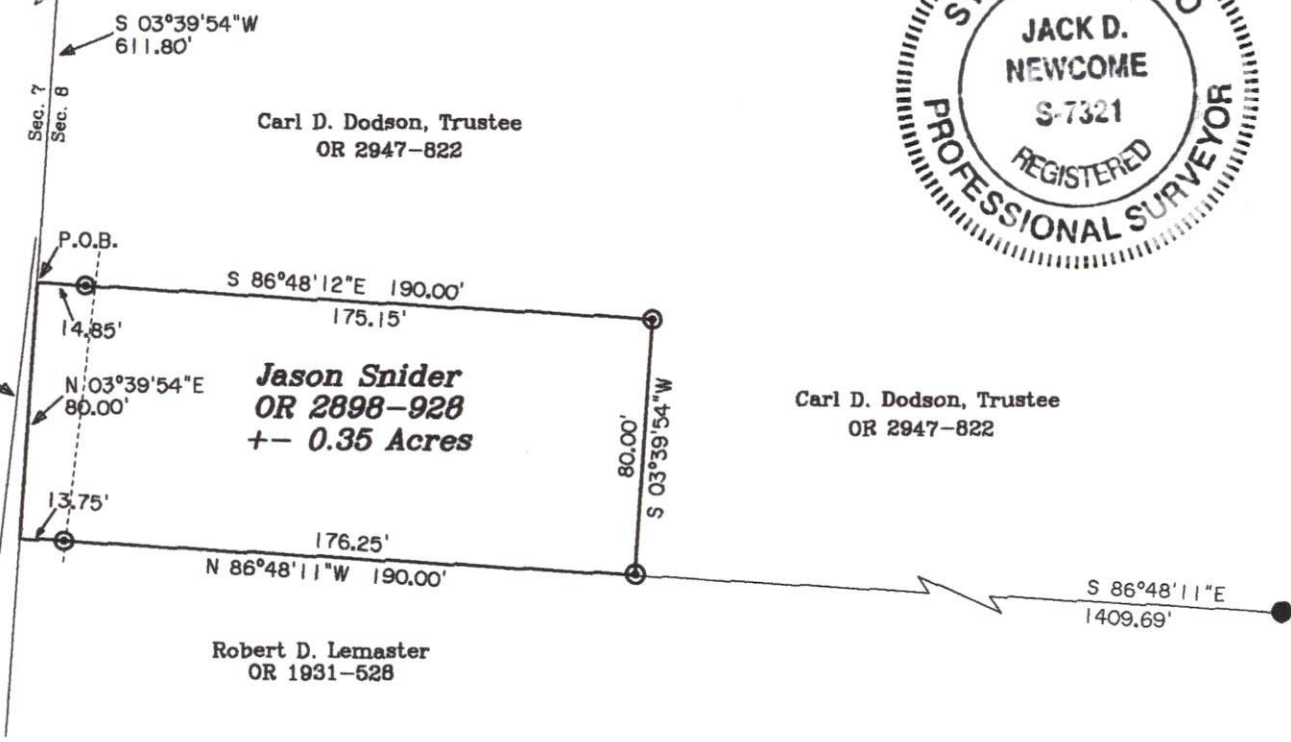 S 03°39'54"W
611.80'
Sec. 7
Sec. 8
Carl D. Dodson, Trustee
OR 2947-822
JACK D.
NEWCOME
S-7321
REGISTERED
PROFESSIONAL SURVEYOR
P.O.B.
S 86°48'12"E 190.00'
175.15'
14.85'
N 03°39'54"E
80.00'
Jason Snider
OR 2898-928
+- 0.35 Acres
80.00'
S 03°39'54"W
Carl D. Dodson, Trustee
OR 2947-822
13.75'
176.25'
N 86°48'11"W 190.00'
S 86°48'11"E
1409.69'
Robert D. Lemaster
OR 1931-528